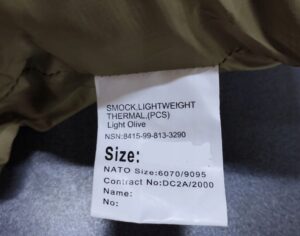 SMOCK.LIGHTWEIGHT
THERMAL.(PCS)
Light Olive
NSN:8415-99-813-3290
Size:
NATO Size:6070/9095
Contract No:DC2A/2000
Name:
No: